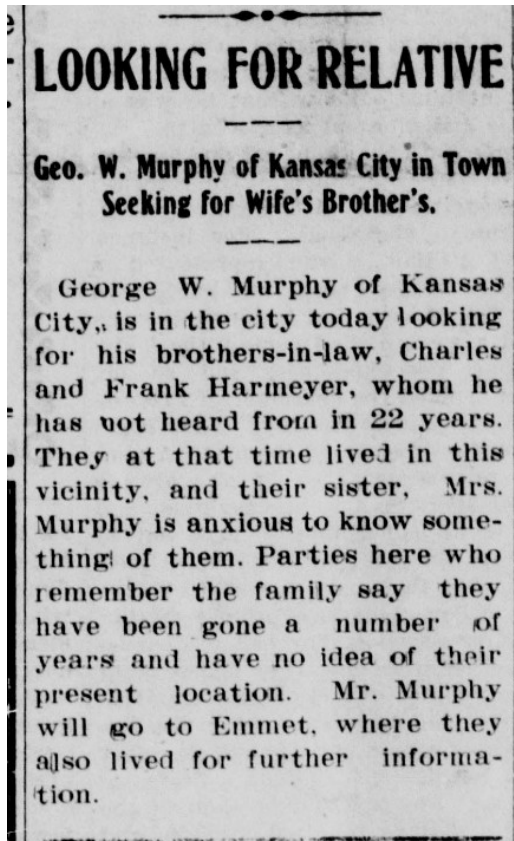 LOOKING FOR RELATIVE
Geo. W. Murphy of Kansas City in Town
Seeking for Wife's Brother's.
George W. Murphy of Kansas
City, is in the city today looking
for his brothers-in-law, Charles
and Frank Harmeyer, whom he
has not heard from in 22 years.
They at that time lived in this
vicinity, and their sister, Mrs.
Murphy is anxious to know some-
thing of them. Parties here who
remember the family say they
have been gone a number of
years and have no idea of their
present location. Mr. Murphy
will go to Emmet, where they
also lived for further informa-
tion.